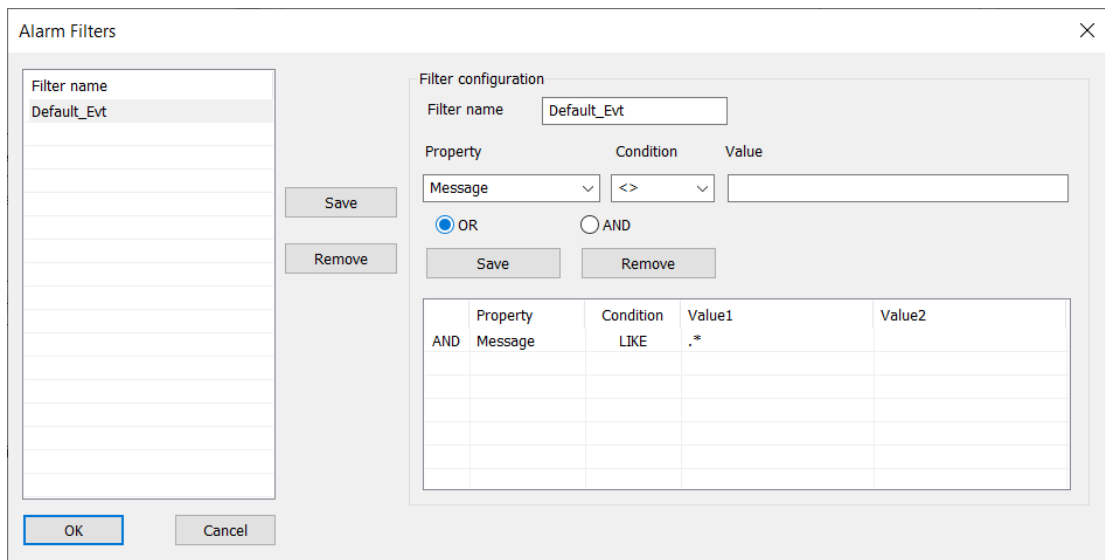 Alarm Filters
Filter name
Default_Evt
Save
Remove
OK
Cancel
Filter configuration
Filter name Default_Evt
Property Condition Value
Message <>
OR AND
Save Remove
Property Condition Value1 Value2
AND Message LIKE .*